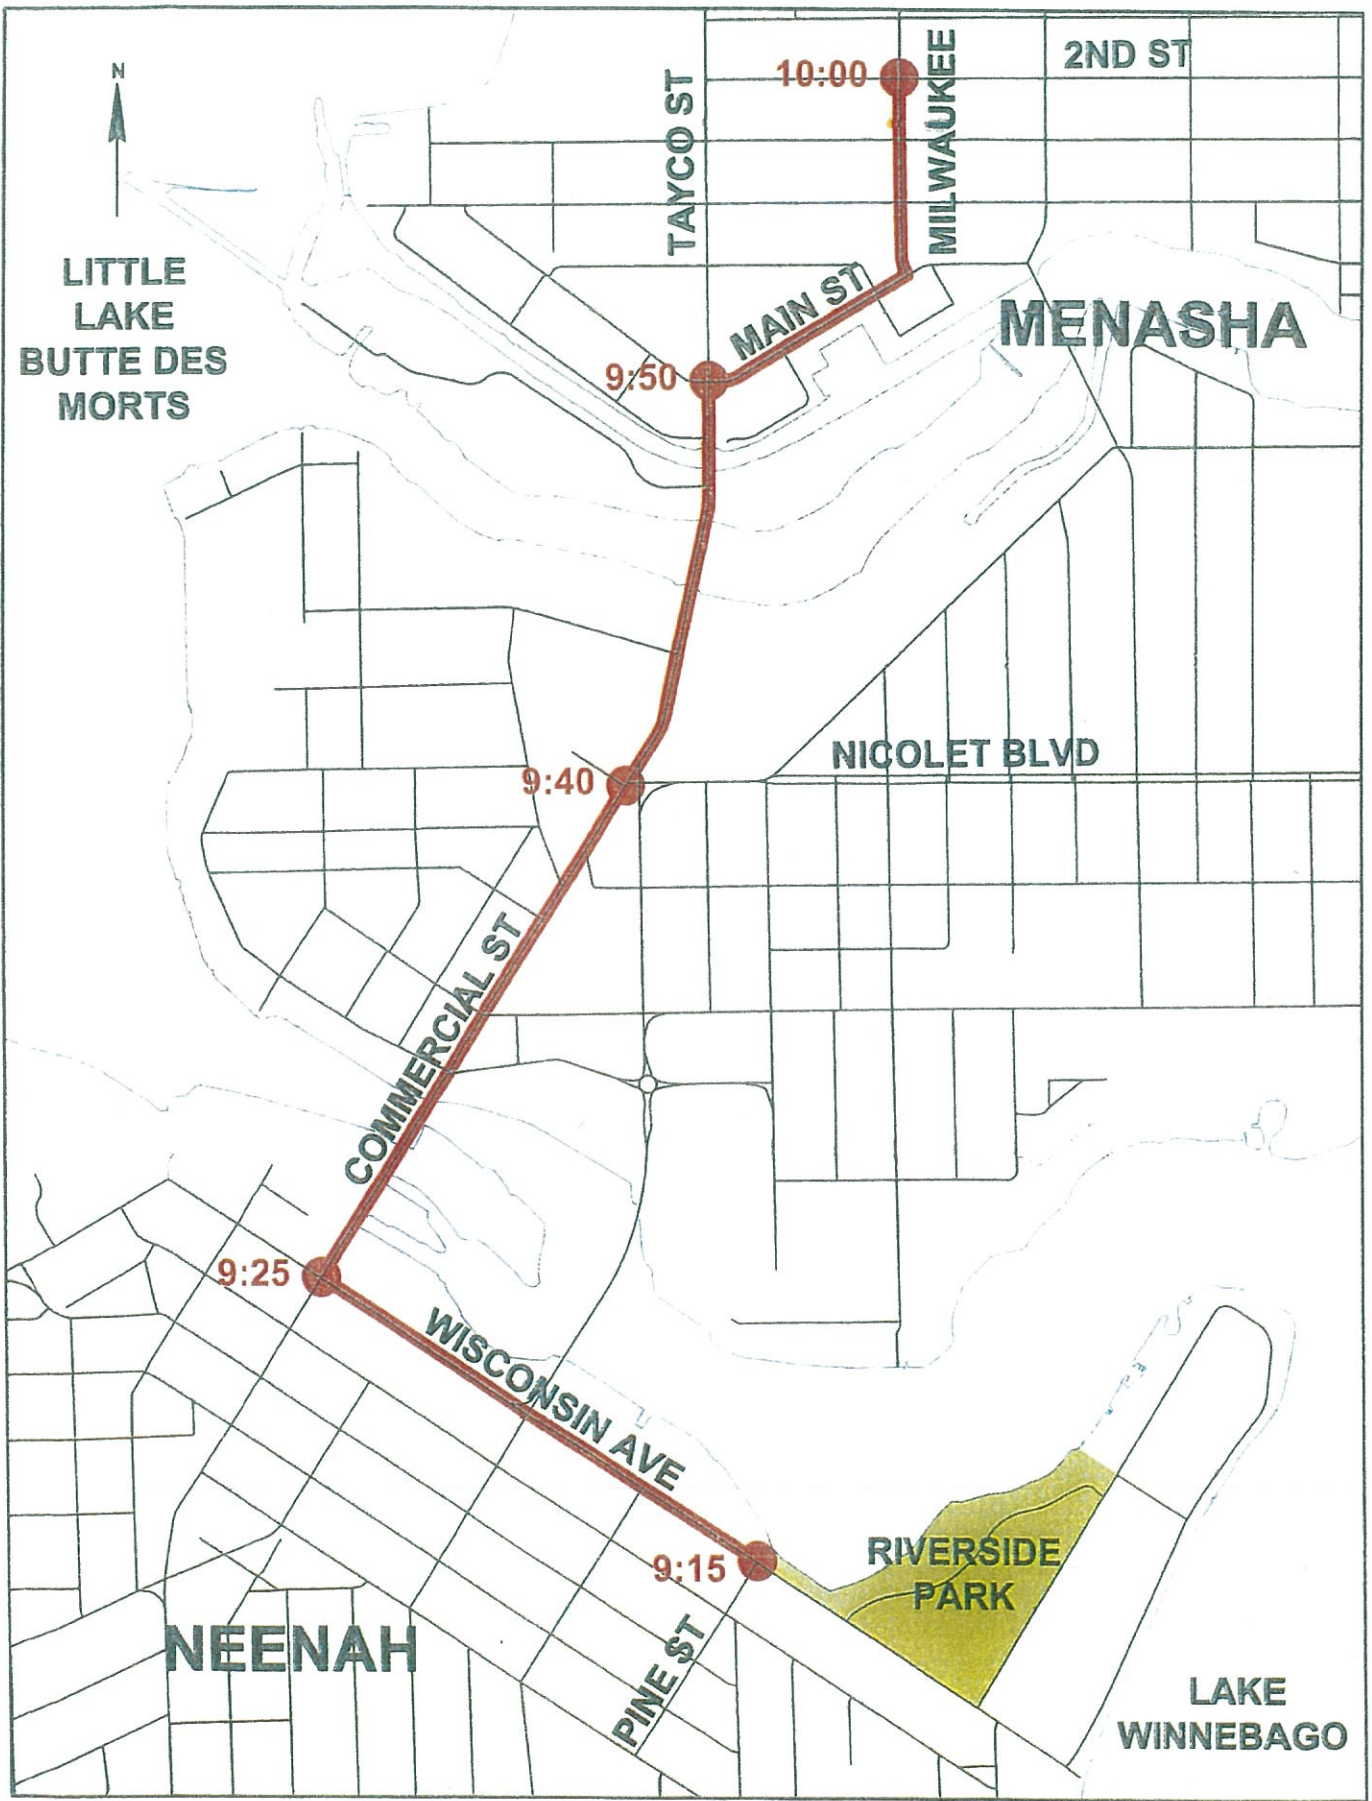 N
2ND ST
10:00
TAYCO ST
MILWAUKEE
LITTLE
LAKE
BUTTE DES
MORTS
MAIN ST
MENASHA
9:50
NICOLET BLVD
9:40
COMMERCIAL ST
9:25
WISCONSIN AVE
9:15
RIVERSIDE
PARK
NEENAH
PINE ST
LAKE
WINNEBAGO